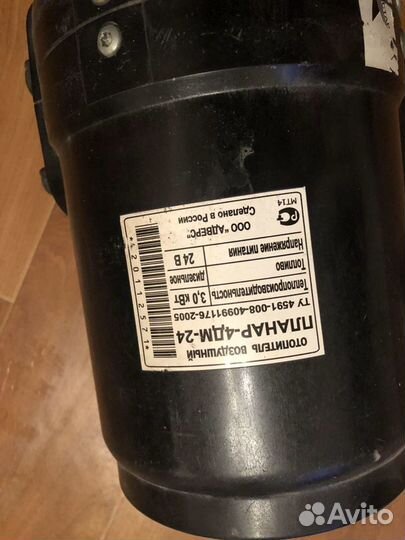 ОТОПИТЕЛЬ ВОЗДУШНЫЙ
ПЛАНАР-4ДМ-24
ТУ 4591-008-40991176-2005
Теплопроизводительность 3,0 кВт
Топливо дизельное
Напряжение питания 24 В
ООО "АДВЕРС"
Сделано в России
МТ14
*20112571*
Avito